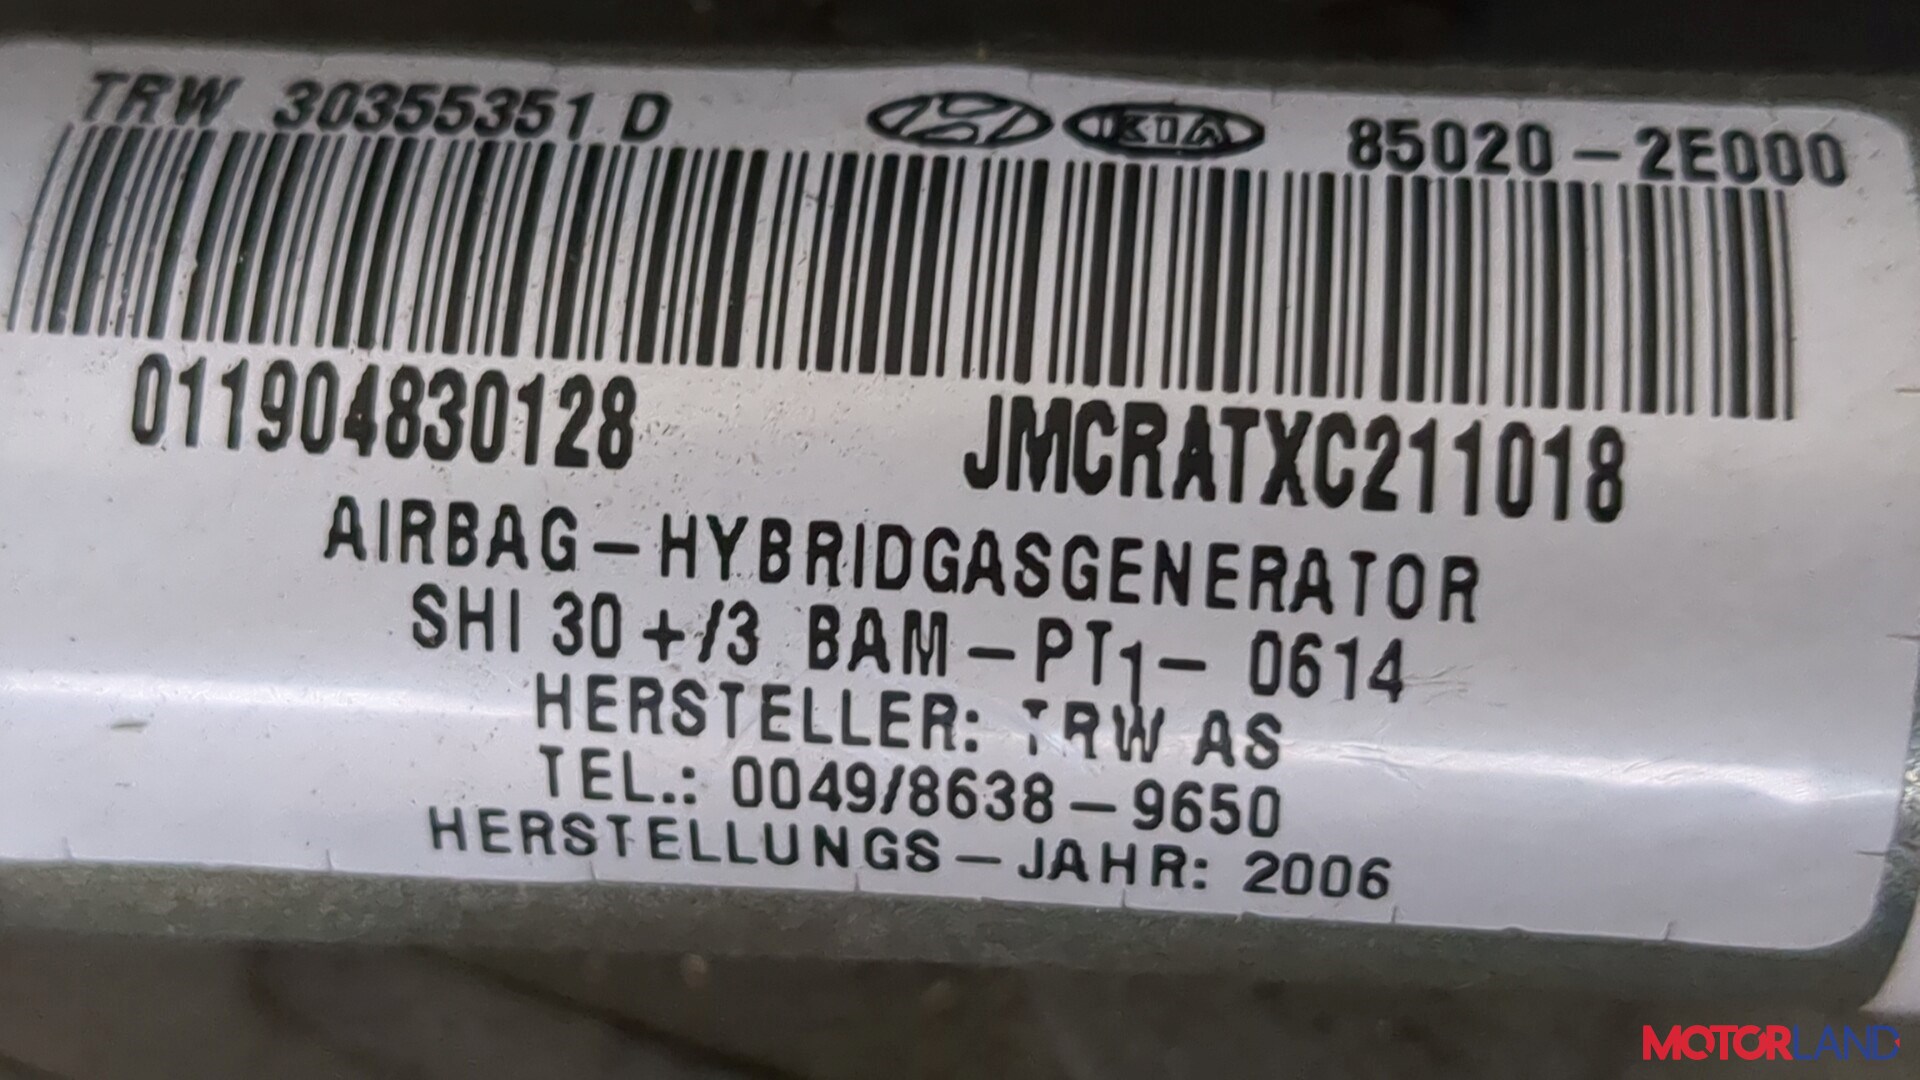 TRW 30355351 D KIA 85020-2E000
011904830128 JMCRATXC211018
AIRBAG-HYBRIDGASGENERATOR
SHI 30 +/3 BAM-PT1-0614
HERSTELLER: TRW AS
TEL.: 0049/8638-9650
HERSTELLUNGS-JAHR: 2006
MOTORLAND